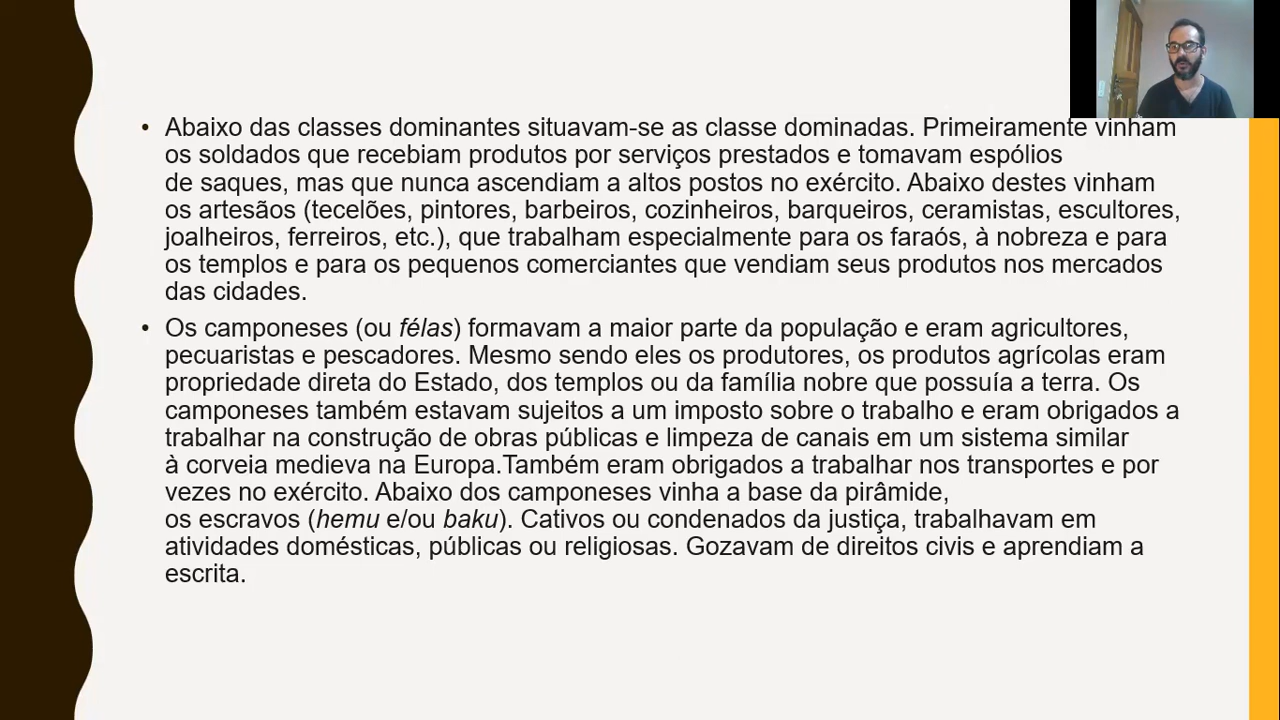 • Abaixo das classes dominantes situavam-se as classe dominadas. Primeiramente vinham
os soldados que recebiam produtos por serviços prestados e tomavam espólios
de saques, mas que nunca ascendiam a altos postos no exército. Abaixo destes vinham
os artesãos (tecelões, pintores, barbeiros, cozinheiros, barqueiros, ceramistas, escultores,
joalheiros, ferreiros, etc.), que trabalham especialmente para os faraós, à nobreza e para
os templos e para os pequenos comerciantes que vendiam seus produtos nos mercados
das cidades.
• Os camponeses (ou félas) formavam a maior parte da população e eram agricultores,
pecuaristas e pescadores. Mesmo sendo eles os produtores, os produtos agrícolas eram
propriedade direta do Estado, dos templos ou da família nobre que possuía a terra. Os
camponeses também estavam sujeitos a um imposto sobre o trabalho e eram obrigados a
trabalhar na construção de obras públicas e limpeza de canais em um sistema similar
à corveia medieva na Europa.Também eram obrigados a trabalhar nos transportes e por
vezes no exército. Abaixo dos camponeses vinha a base da pirâmide,
os escravos (hemu e/ou baku). Cativos ou condenados da justiça, trabalhavam em
atividades domésticas, públicas ou religiosas. Gozavam de direitos civis e aprendiam a
escrita.